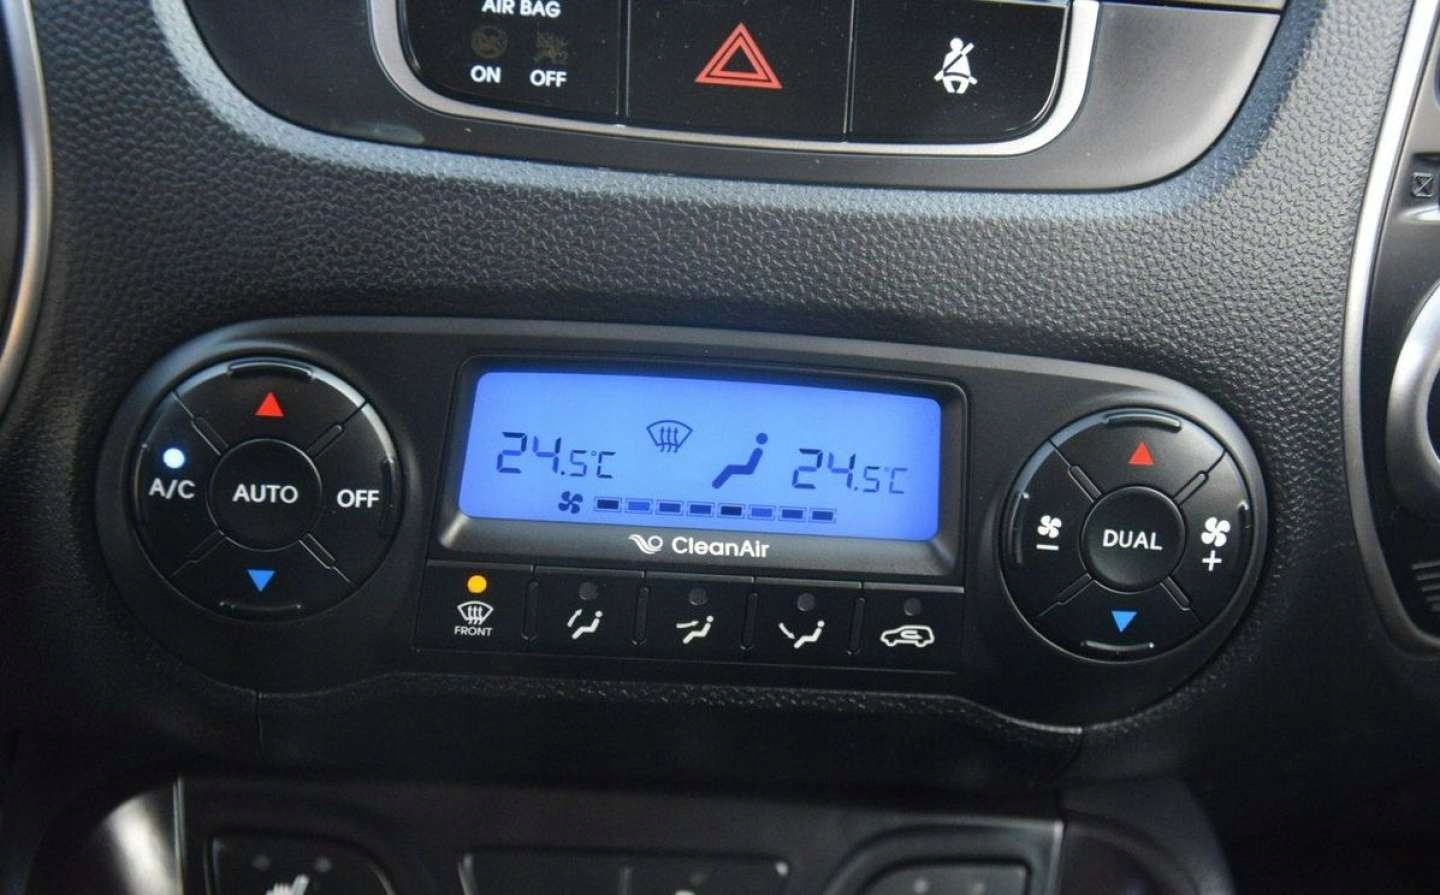 AIR BAG
ON OFF
24.5°C 24.5°C
A/C AUTO OFF
DUAL
CleanAir
FRONT